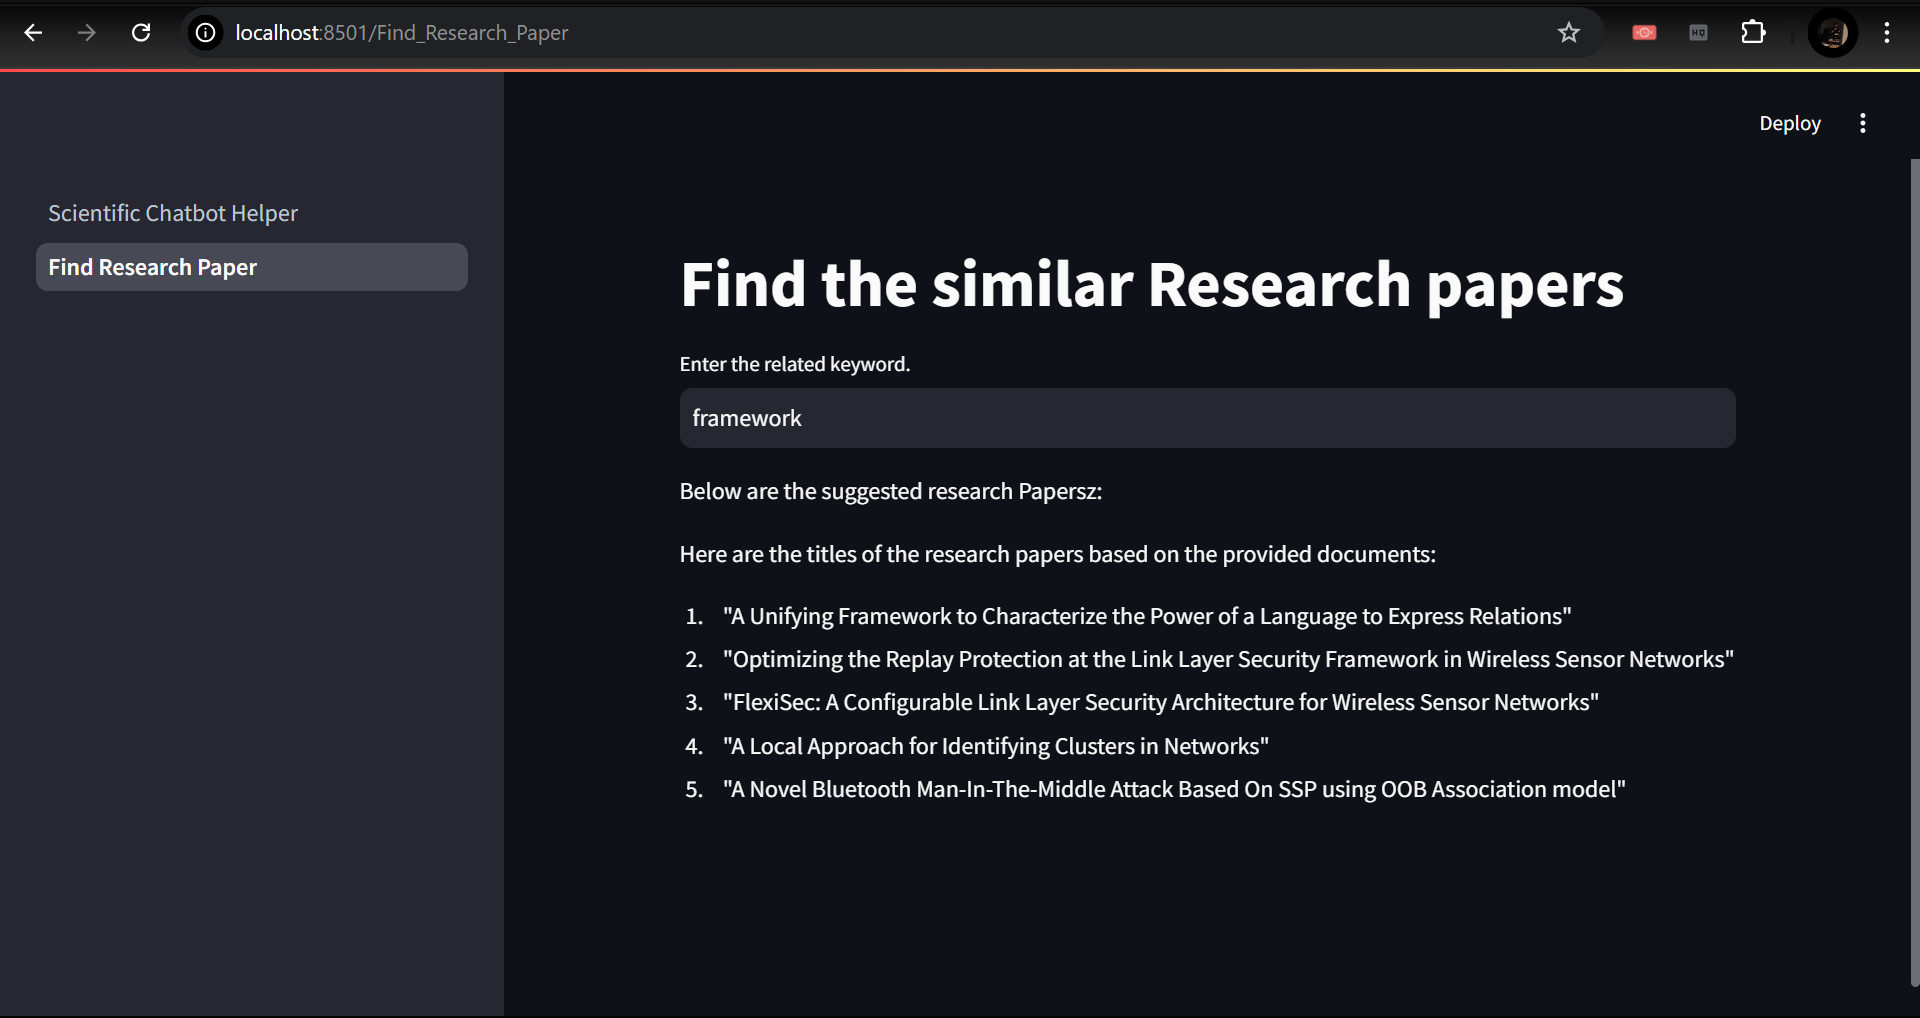 localhost:8501/Find_Research_Paper
HQ
Deploy
Scientific Chatbot Helper
Find Research Paper
Find the similar Research papers
Enter the related keyword.
framework
Below are the suggested research Papersz:
Here are the titles of the research papers based on the provided documents:
1. "A Unifying Framework to Characterize the Power of a Language to Express Relations"
2. "Optimizing the Replay Protection at the Link Layer Security Framework in Wireless Sensor Networks"
3. "FlexiSec: A Configurable Link Layer Security Architecture for Wireless Sensor Networks"
4. "A Local Approach for Identifying Clusters in Networks"
5. "A Novel Bluetooth Man-In-The-Middle Attack Based On SSP using OOB Association model"